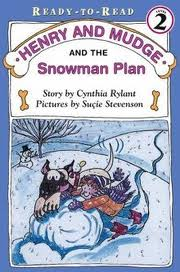 READY-TO-READ
LEVEL
2
HENRY AND MUDGE
AND THE
Snowman Plan
Story by Cynthia Rylant
Pictures by Suçie Stevenson